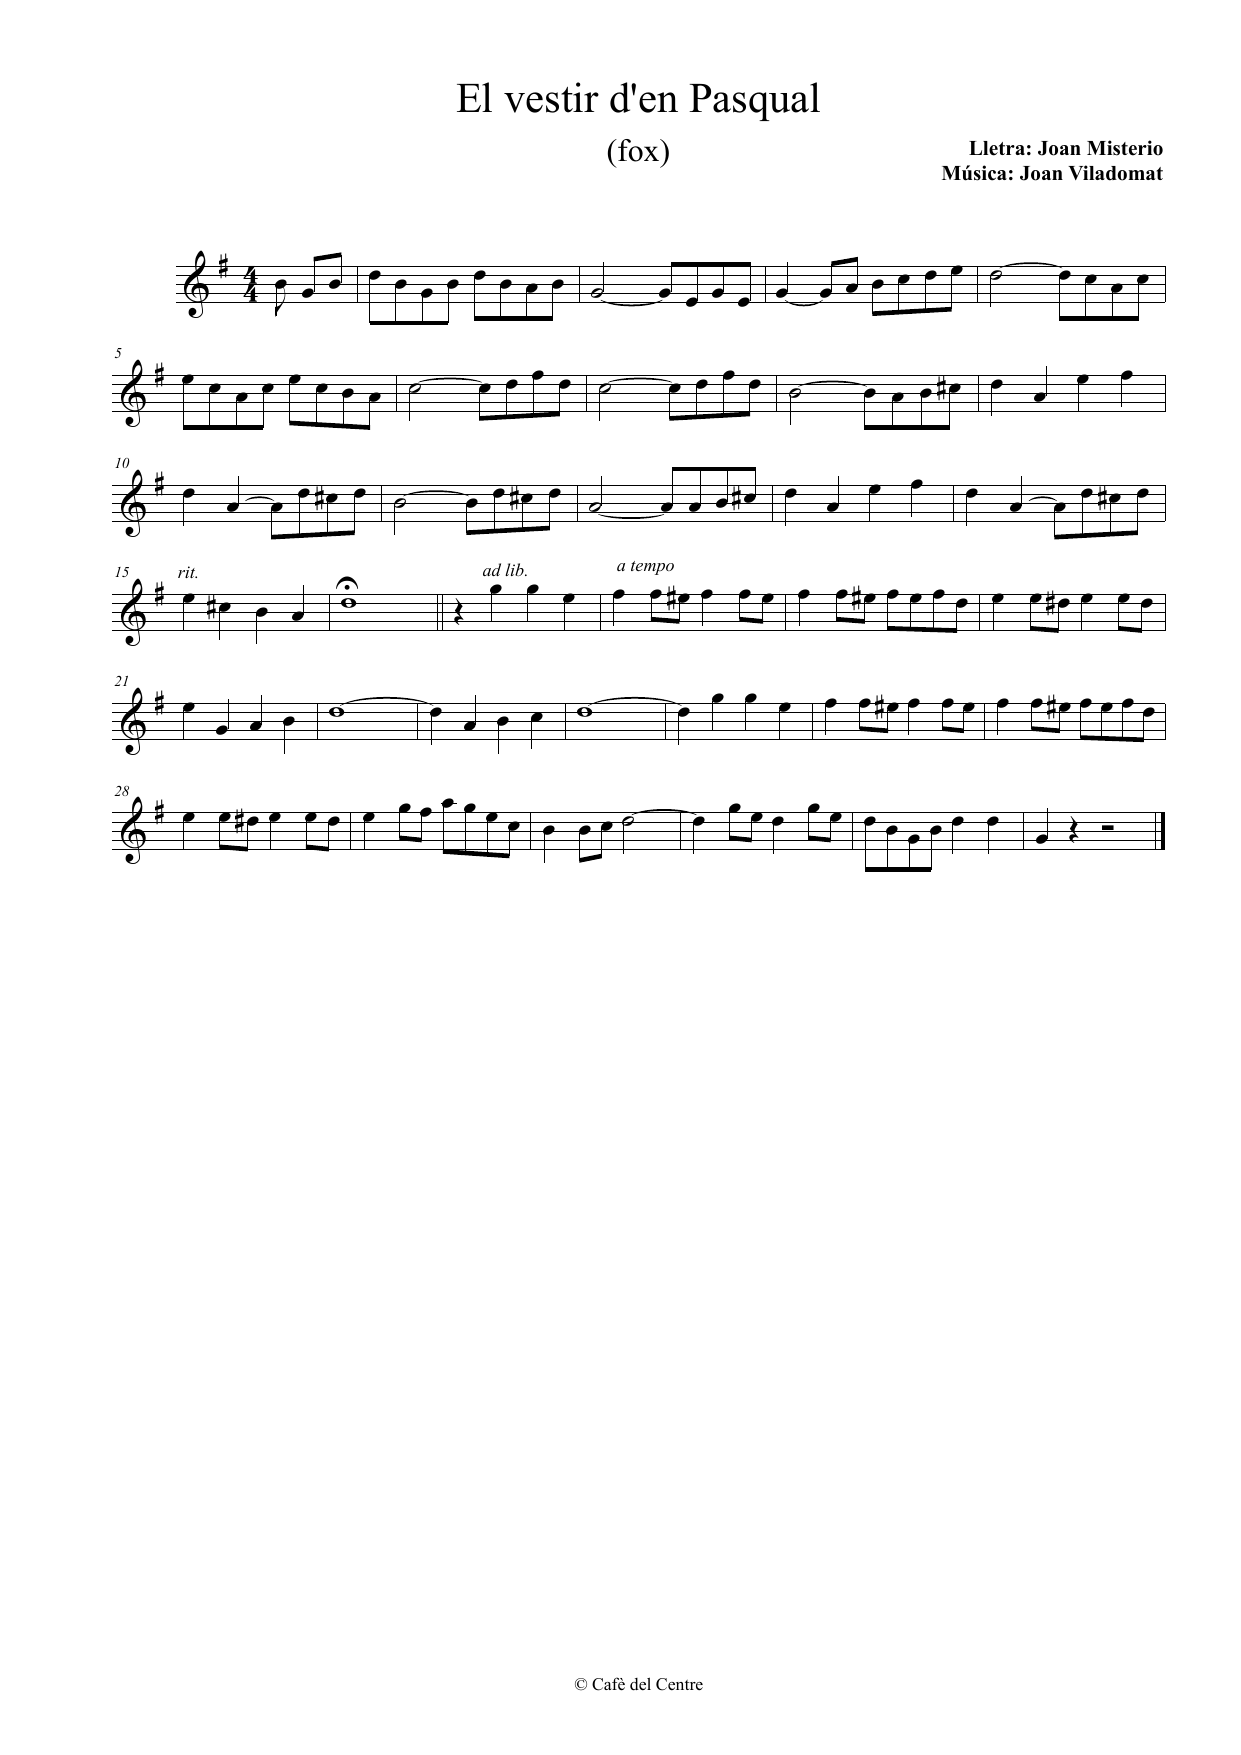 El vestir d'en Pasqual
(fox)
Lletra: Joan Misterio
Música: Joan Viladomat
4
4
5
10
15
rit.
ad lib.
a tempo
21
28
© Cafè del Centre